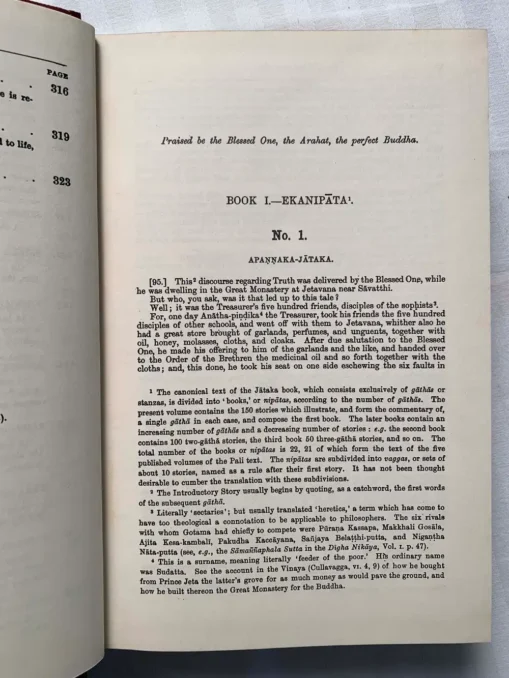 PAGE
316
e is re-
319
to life,
323
).
Praised be the Blessed One, the Arahat, the perfect Buddha.
BOOK I.—EKANIPĀTA¹.
No. 1.
APAṆṆAKA-JĀTAKA.
[95.] This² discourse regarding Truth was delivered by the Blessed One, while
he was dwelling in the Great Monastery at Jetavana near Sāvatthi.
But who, you ask, was it that led up to this tale?
Well; it was the Treasurer's five hundred friends, disciples of the sophists³.
For, one day Anātha-piṇḍika⁴ the Treasurer, took his friends the five hundred
disciples of other schools, and went off with them to Jetavana, whither also he
had a great store brought of garlands, perfumes, and unguents, together with
oil, honey, molasses, cloths, and cloaks. After due salutation to the Blessed
One, he made his offering to him of the garlands and the like, and handed over
to the Order of the Brethren the medicinal oil and so forth together with the
cloths; and, this done, he took his seat on one side eschewing the six faults in
¹ The canonical text of the Jātaka book, which consists exclusively of gāthās or
stanzas, is divided into 'books,' or nipātas, according to the number of gāthās. The
present volume contains the 150 stories which illustrate, and form the commentary of,
a single gāthā in each case, and compose the first book. The later books contain an
increasing number of gāthās and a decreasing number of stories: e.g. the second book
contains 100 two-gāthā stories, the third book 50 three-gāthā stories, and so on. The
total number of the books or nipātas is 22, 21 of which form the text of the five
published volumes of the Pali text. The nipātas are subdivided into vaggas, or sets of
about 10 stories, named as a rule after their first story. It has not been thought
desirable to cumber the translation with these subdivisions.
² The Introductory Story usually begins by quoting, as a catchword, the first words
of the subsequent gāthā.
³ Literally 'sectaries'; but usually translated 'heretics,' a term which has come to
have too theological a connotation to be applicable to philosophers. The six rivals
with whom Gotama had chiefly to compete were Pūraṇa Kassapa, Makkhali Gosāla,
Ajita Kesa-kambalī, Pakudha Kaccāyana, Sañjaya Belaṭṭhi-putta, and Nigaṇṭha
Nāta-putta (see, e.g., the Sāmaññaphala Sutta in the Dīgha Nikāya, Vol. I. p. 47).
⁴ This is a surname, meaning literally 'feeder of the poor.' His ordinary name
was Sudatta. See the account in the Vinaya (Cullavagga, VI. 4, 9) of how he bought
from Prince Jeta the latter's grove for as much money as would pave the ground, and
how he built thereon the Great Monastery for the Buddha.